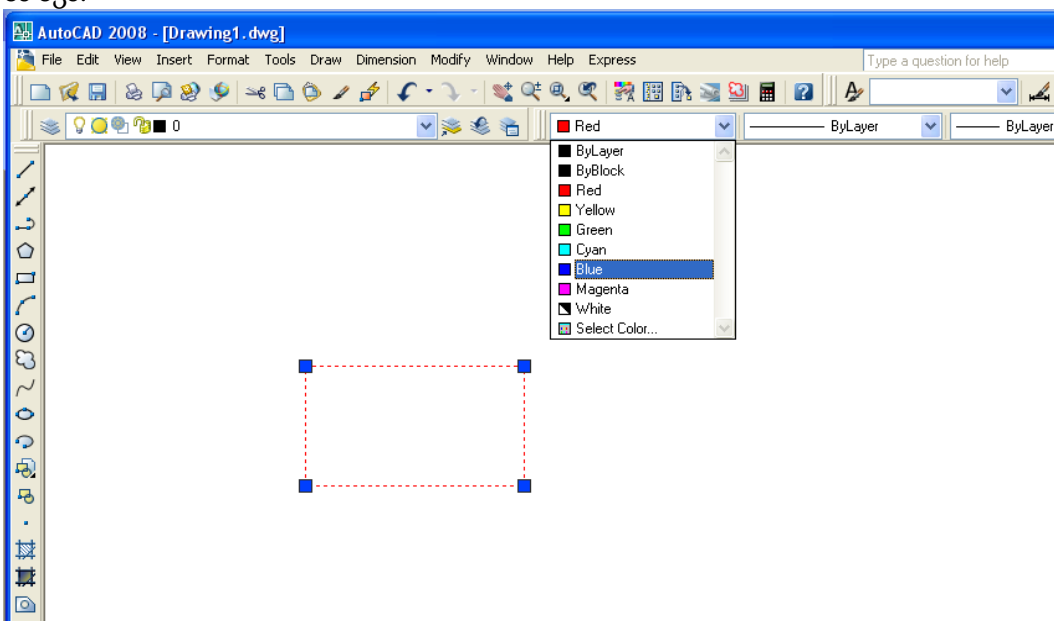 AutoCAD 2008 - [Drawing1.dwg]
File Edit View Insert Format Tools Draw Dimension Modify Window Help Express Type a question for help
0 Red ByLayer ByLayer
ByLayer
ByBlock
Red
Yellow
Green
Cyan
Blue
Magenta
White
Select Color...